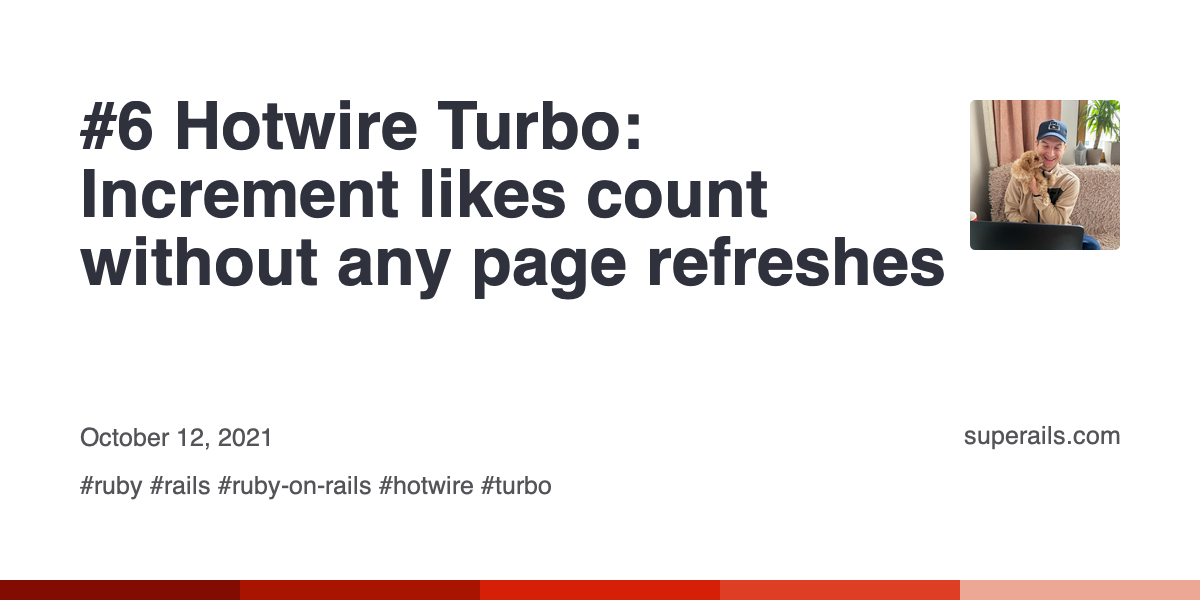 #6 Hotwire Turbo:
Increment likes count
without any page refreshes
October 12, 2021
superails.com
#ruby #rails #ruby-on-rails #hotwire #turbo